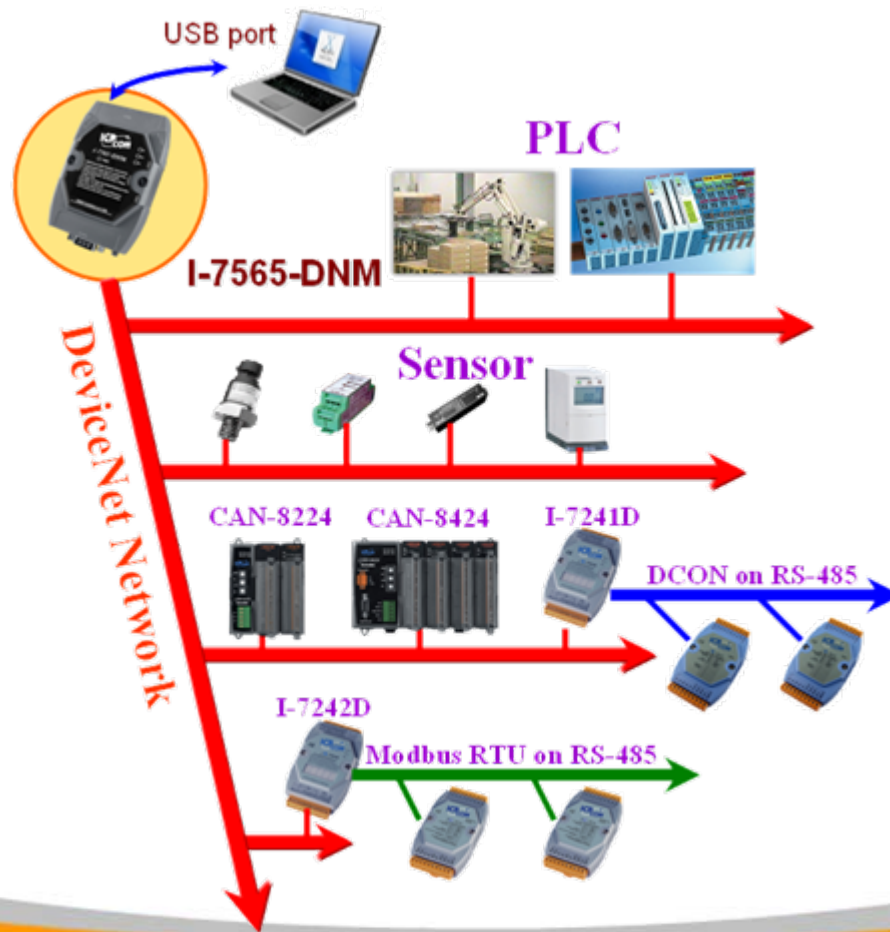 USB port
PLC
I-7565-DNM
DeviceNet Network
Sensor
CAN-8224
CAN-8424
I-7241D
DCON on RS-485
I-7242D
Modbus RTU on RS-485